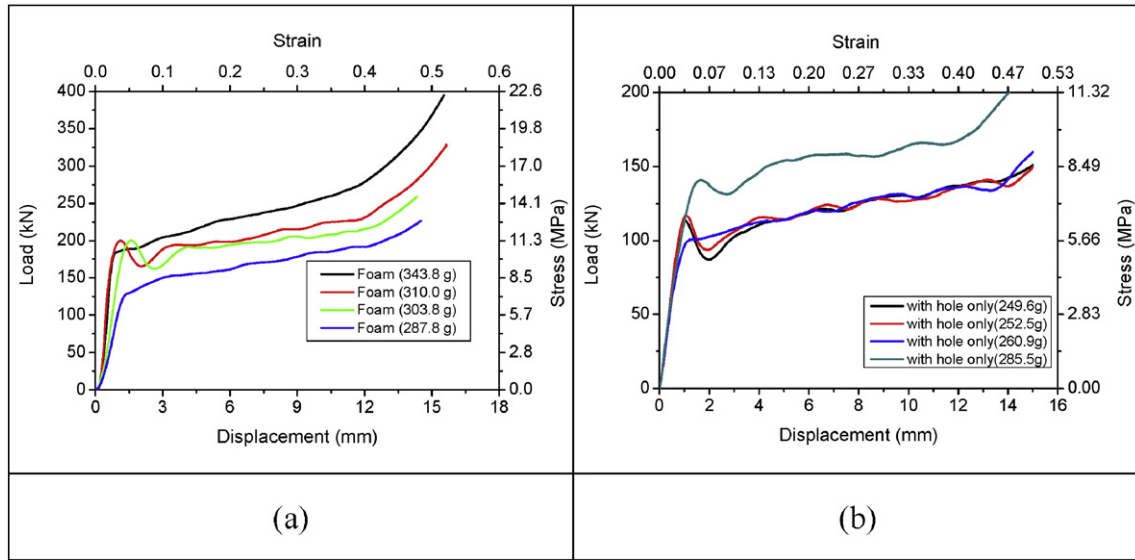 Strain
0.0 0.1 0.2 0.3 0.4 0.5 0.6
400 22.6
350 19.8
300 17.0
250 14.1
200 11.3
150 8.5
100 5.7
50 2.8
0 0.0
Load (kN)
Stress (MPa)
Foam (343.8 g)
Foam (310.0 g)
Foam (303.8 g)
Foam (287.8 g)
0 3 6 9 12 15 18
Displacement (mm)
(a)
Strain
0.00 0.07 0.13 0.20 0.27 0.33 0.40 0.47 0.53
200 11.32
150 8.49
100 5.66
50 2.83
0 0.00
Load (kN)
Stress (MPa)
with hole only(249.6g)
with hole only(252.5g)
with hole only(260.9g)
with hole only(285.5g)
0 2 4 6 8 10 12 14 16
Displacement (mm)
(b)